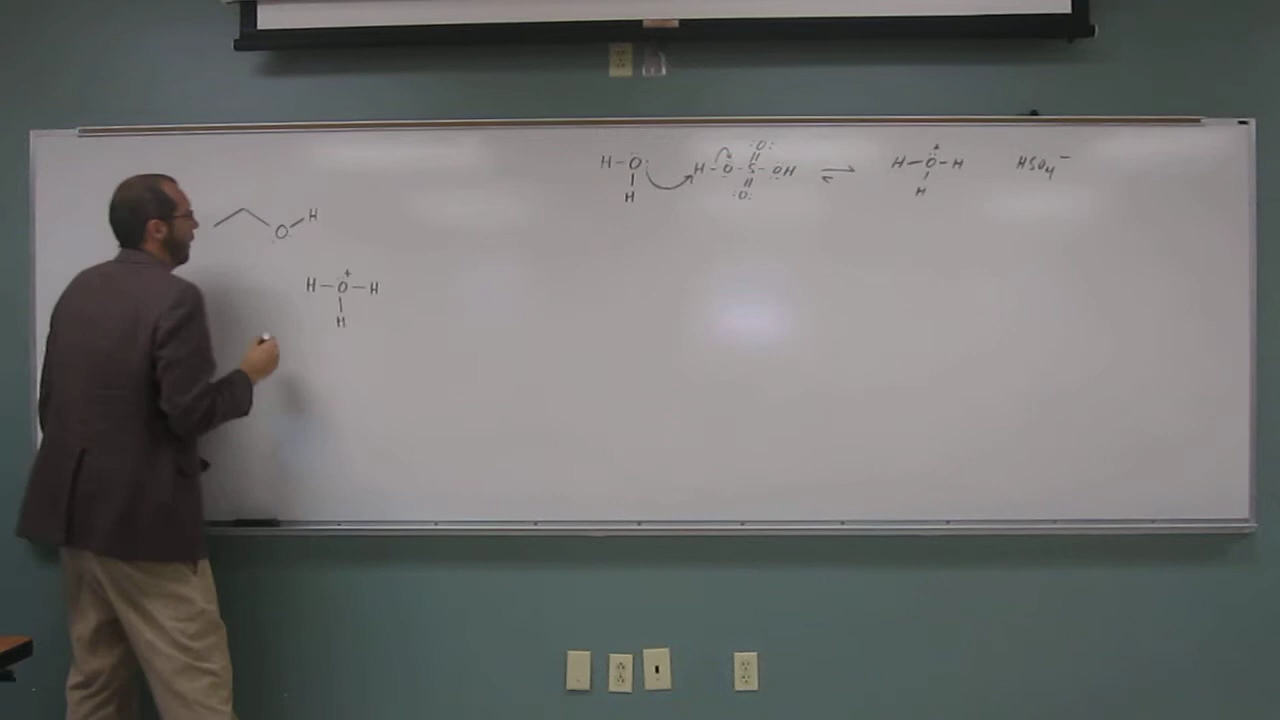 H-O: H-O-S-OH ⇌ H-O-H HSO₄⁻
H :O: :O: + H
O-H
+
H-O-H
H